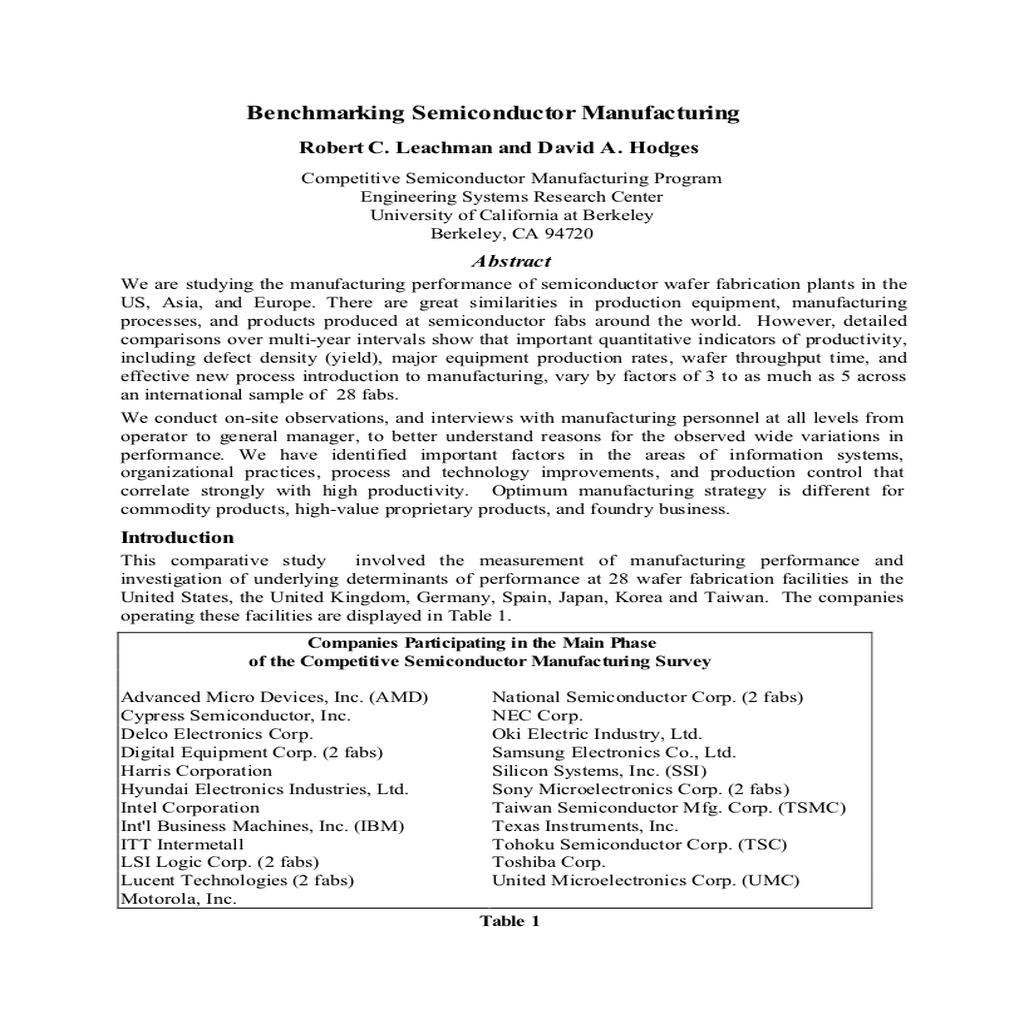 Benchmarking Semiconductor Manufacturing
Robert C. Leachman and David A. Hodges
Competitive Semiconductor Manufacturing Program
Engineering Systems Research Center
University of California at Berkeley
Berkeley, CA 94720
Abstract
We are studying the manufacturing performance of semiconductor wafer fabrication plants in the
US, Asia, and Europe. There are great similarities in production equipment, manufacturing
processes, and products produced at semiconductor fabs around the world. However, detailed
comparisons over multi-year intervals show that important quantitative indicators of productivity,
including defect density (yield), major equipment production rates, wafer throughput time, and
effective new process introduction to manufacturing, vary by factors of 3 to as much as 5 across
an international sample of 28 fabs.
We conduct on-site observations, and interviews with manufacturing personnel at all levels from
operator to general manager, to better understand reasons for the observed wide variations in
performance. We have identified important factors in the areas of information systems,
organizational practices, process and technology improvements, and production control that
correlate strongly with high productivity. Optimum manufacturing strategy is different for
commodity products, high-value proprietary products, and foundry business.
Introduction
This comparative study involved the measurement of manufacturing performance and
investigation of underlying determinants of performance at 28 wafer fabrication facilities in the
United States, the United Kingdom, Germany, Spain, Japan, Korea and Taiwan. The companies
operating these facilities are displayed in Table 1.
Companies Participating in the Main Phase
of the Competitive Semiconductor Manufacturing Survey
Advanced Micro Devices, Inc. (AMD)
Cypress Semiconductor, Inc.
Delco Electronics Corp.
Digital Equipment Corp. (2 fabs)
Harris Corporation
Hyundai Electronics Industries, Ltd.
Intel Corporation
Int'l Business Machines, Inc. (IBM)
ITT Intermetall
LSI Logic Corp. (2 fabs)
Lucent Technologies (2 fabs)
Motorola, Inc.
National Semiconductor Corp. (2 fabs)
NEC Corp.
Oki Electric Industry, Ltd.
Samsung Electronics Co., Ltd.
Silicon Systems, Inc. (SSI)
Sony Microelectronics Corp. (2 fabs)
Taiwan Semiconductor Mfg. Corp. (TSMC)
Texas Instruments, Inc.
Tohoku Semiconductor Corp. (TSC)
Toshiba Corp.
United Microelectronics Corp. (UMC)
Table 1